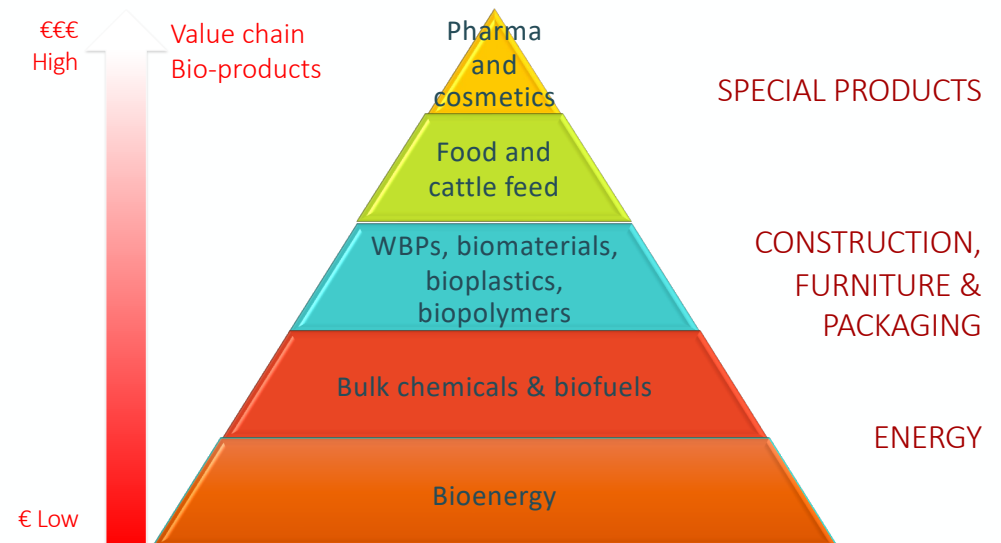 €€€
High
Value chain
Bio-products
Pharma
and
cosmetics
SPECIAL PRODUCTS
Food and
cattle feed
WBPs, biomaterials,
bioplastics,
biopolymers
CONSTRUCTION,
FURNITURE &
PACKAGING
Bulk chemicals & biofuels
ENERGY
Bioenergy
€ Low